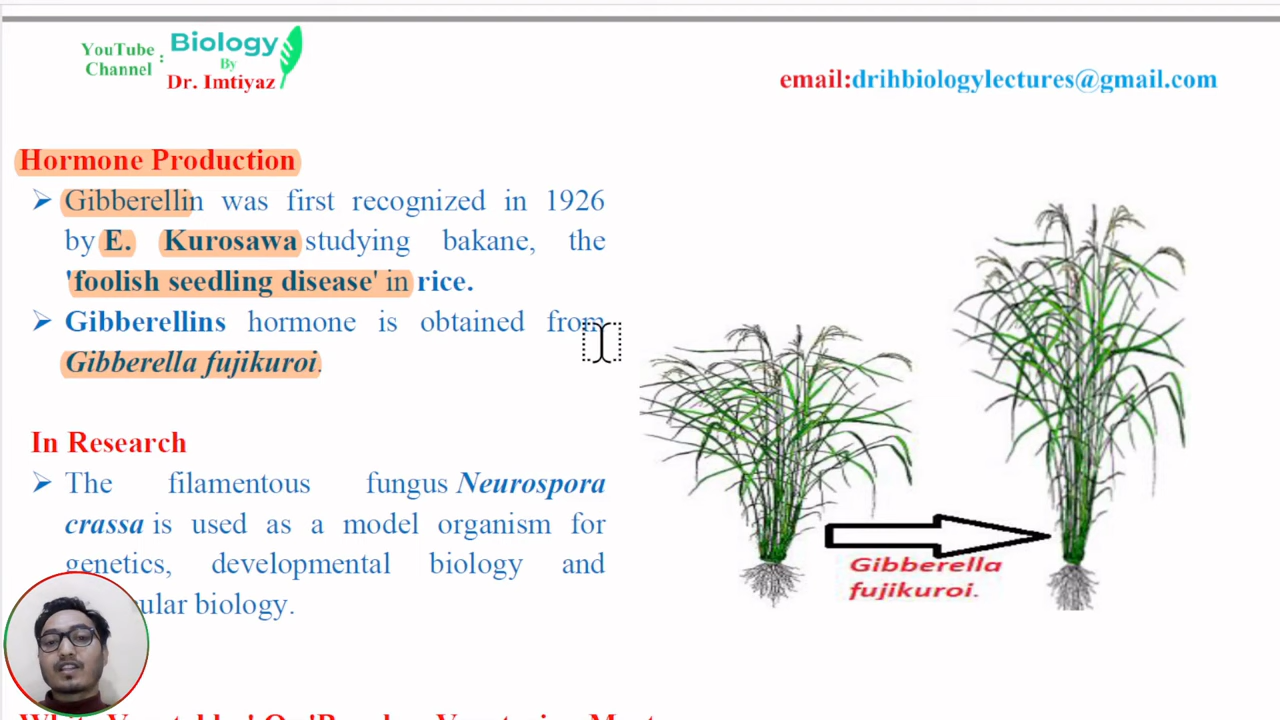 YouTube
Channel
:
Biology
By
Dr. Imtiyaz
email:drihbiologylectures@gmail.com
Hormone Production
➢ Gibberellin was first recognized in 1926
by E. Kurosawa studying bakane, the
'foolish seedling disease' in rice.
➢ Gibberellins hormone is obtained from
Gibberella fujikuroi.
In Research
➢ The filamentous fungus Neurospora
crassa is used as a model organism for
genetics, developmental biology and
biology.
Gibberella
fujikuroi.